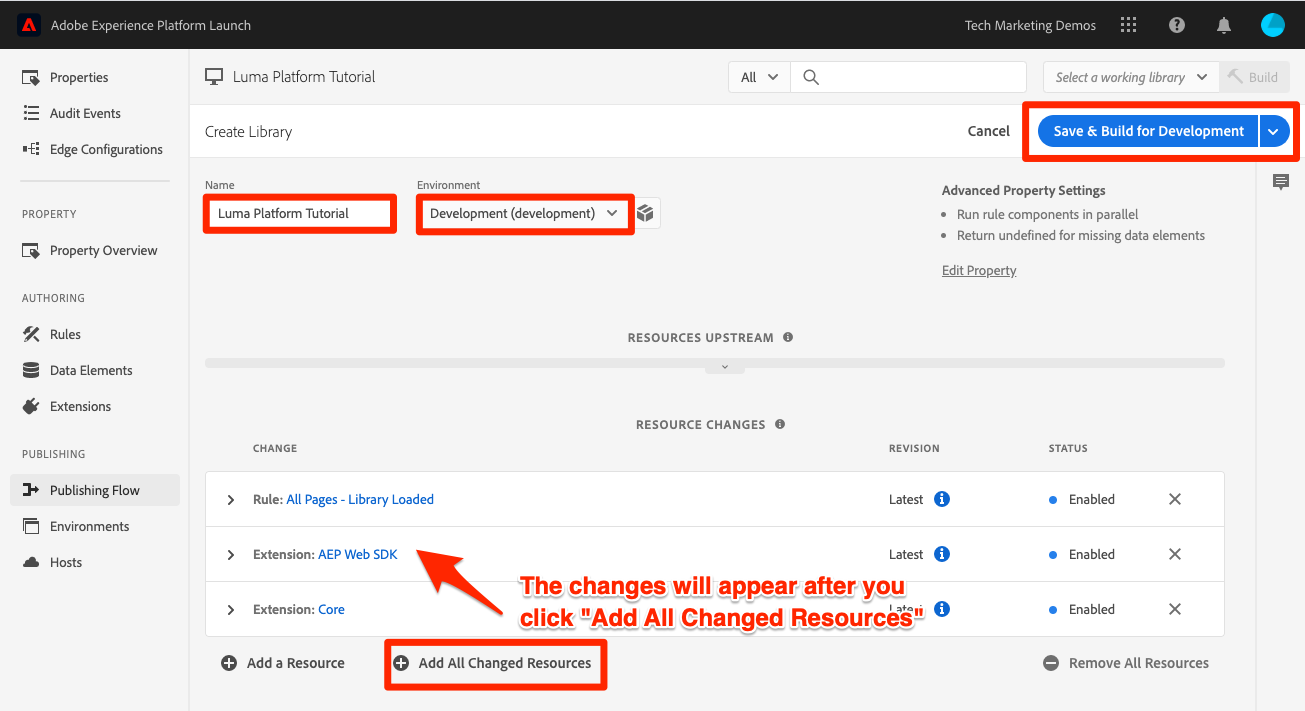 Adobe Experience Platform Launch
Tech Marketing Demos
Properties
Audit Events
Edge Configurations
PROPERTY
Property Overview
AUTHORING
Rules
Data Elements
Extensions
PUBLISHING
Publishing Flow
Environments
Hosts
Luma Platform Tutorial
All
Select a working library
Build
Create Library
Cancel
Save & Build for Development
Name
Luma Platform Tutorial
Environment
Development (development)
Advanced Property Settings
Run rule components in parallel
Return undefined for missing data elements
Edit Property
RESOURCES UPSTREAM
RESOURCE CHANGES
CHANGE REVISION STATUS
Rule: All Pages - Library Loaded Latest Enabled
Extension: AEP Web SDK Latest Enabled
Extension: Core Latest Enabled
The changes will appear after you
click "Add All Changed Resources"
Add a Resource
Add All Changed Resources
Remove All Resources